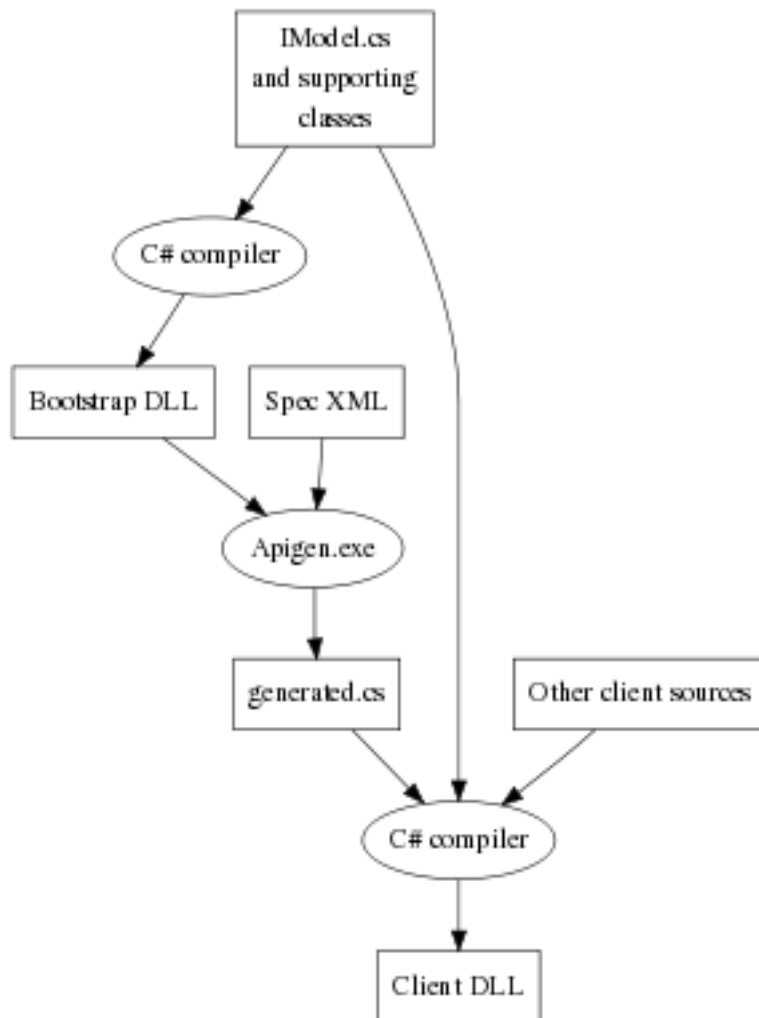 IModel.cs
and supporting
classes
C# compiler
Bootstrap DLL
Spec XML
Apigen.exe
generated.cs
Other client sources
C# compiler
Client DLL